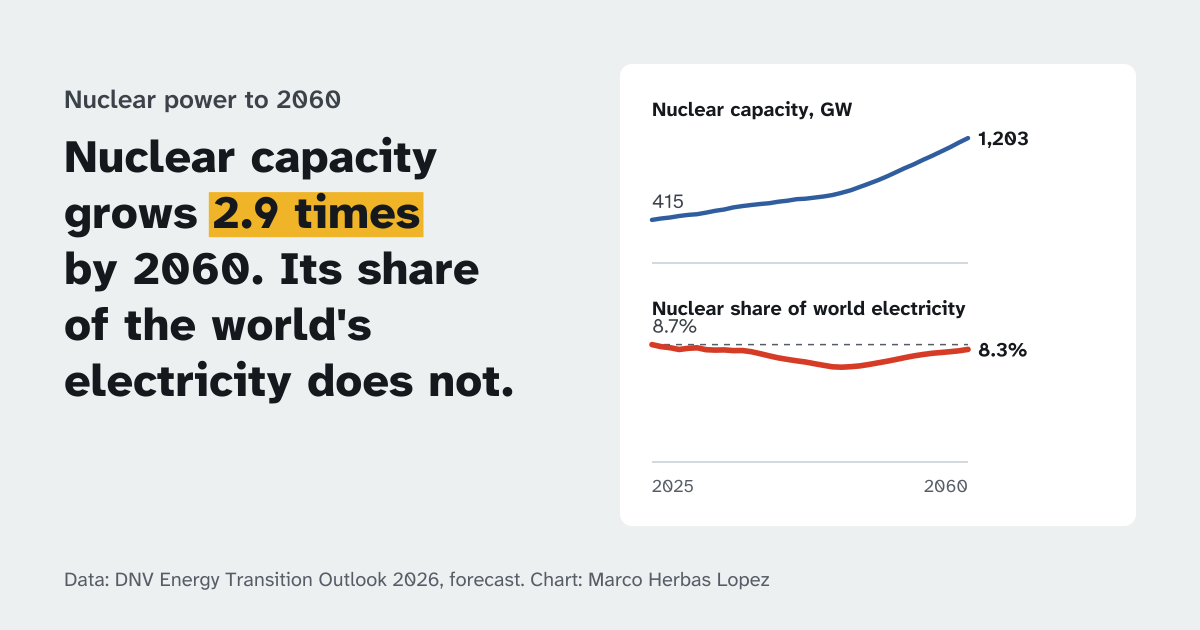 Nuclear power to 2060
Nuclear capacity
grows 2.9 times
by 2060. Its share
of the world's
electricity does not.
Nuclear capacity, GW
1,203
415
Nuclear share of world electricity
8.7%
8.3%
2025 2060
Data: DNV Energy Transition Outlook 2026, forecast. Chart: Marco Herbas Lopez